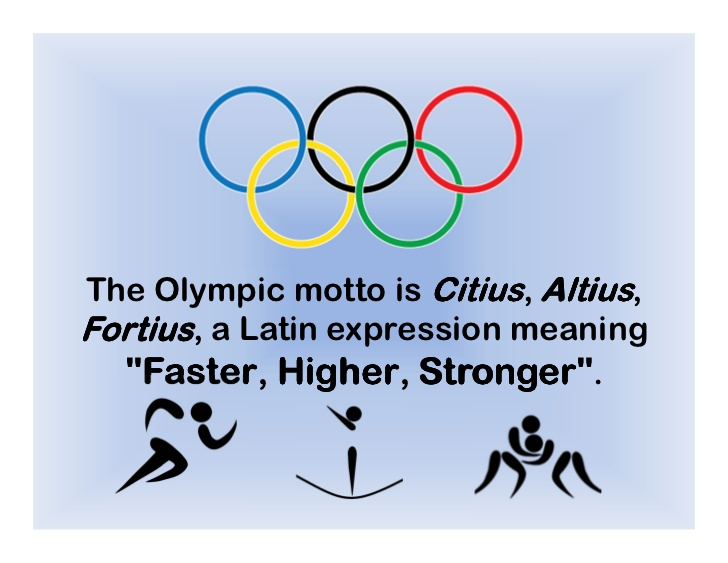 The Olympic motto is Citius, Altius,
Fortius, a Latin expression meaning
"Faster, Higher, Stronger".